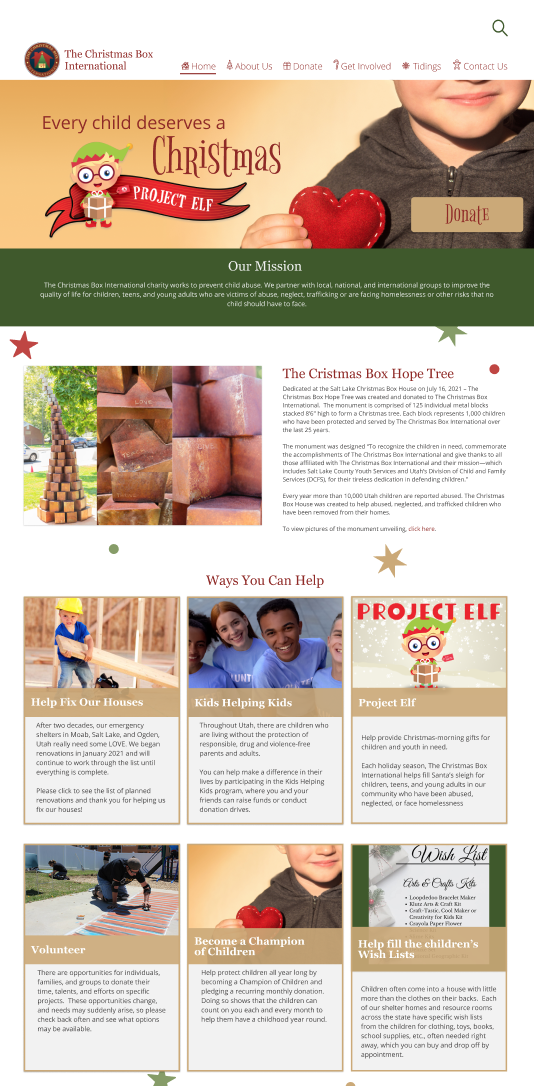 The Christmas Box
International
Home
About Us
Donate
Get Involved
Tidings
Contact Us
Every child deserves a
Christmas
PROJECT ELF
Donate
Our Mission
The Christmas Box International charity works to prevent child abuse. We partner with local, national, and international groups to improve the
quality of life for children, teens, and young adults who are victims of abuse, neglect, trafficking or are facing homelessness or other risks that no
child should have to face.
The Cristmas Box Hope Tree
Dedicated at the Salt Lake Christmas Box House on July 16, 2021 – The
Christmas Box Hope Tree was created and donated to The Christmas Box
International. The monument is comprised of 125 individual metal blocks
stacked 8'6" high to form a Christmas tree. Each block represents 1,000 children
who have been protected and served by The Christmas Box International over
the last 25 years.
The monument was designed "To recognize the children in need, commemorate
the accomplishments of The Christmas Box International and give thanks to all
those affiliated with The Christmas Box International and their mission—which
includes Salt Lake County Youth Services and Utah's Division of Child and Family
Services (DCFS), for their tireless dedication in defending children."
Every year more than 10,000 Utah children are reported abused. The Christmas
Box House was created to help abused, neglected, and trafficked children who
have been removed from their homes.
To view pictures of the monument unveiling, click here.
Ways You Can Help
Help Fix Our Houses
After two decades, our emergency
shelters in Moab, Salt Lake, and Ogden,
Utah really need some LOVE. We began
renovations in January 2021 and will
continue to work through the list until
everything is complete.
Please click to see the list of planned
renovations and thank you for helping us
fix our houses!
Kids Helping Kids
Throughout Utah, there are children who
are living without the protection of
responsible, drug and violence-free
parents and adults.
You can help make a difference in their
lives by participating in the Kids Helping
Kids program, where you and your
friends can raise funds or conduct
donation drives.
PROJECT ELF
Project Elf
Help provide Christmas-morning gifts for
children and youth in need.
Each holiday season, The Christmas Box
International helps fill Santa's sleigh for
children, teens, and young adults in our
community who have been abused,
neglected, or face homelessness
Volunteer
There are opportunities for individuals,
families, and groups to donate their
time, talents, and efforts on specific
projects. These opportunities change,
and needs may suddenly arise, so please
check back often and see what options
may be available.
Become a Champion
of Children
Help protect children all year long by
becoming a Champion of Children and
pledging a recurring monthly donation.
Doing so shows that the children can
count on you each and every month to
help them have a childhood year round.
Wish List
Arts & Crafts Kits
• Loopdedoo Bracelet Maker
• Klutz Arts & Craft Kit
• Craft-Tastic, Cool Maker or
Creativity for Kids Kit
• Crayola Paper Flower
Help fill the children's
Wish Lists
Children often come into a house with little
more than the clothes on their backs. Each
of our shelter homes and resource rooms
across the state have specific wish lists
from the children for clothing, toys, books,
school supplies, etc., often needed right
away, which you can buy and drop off by
appointment.